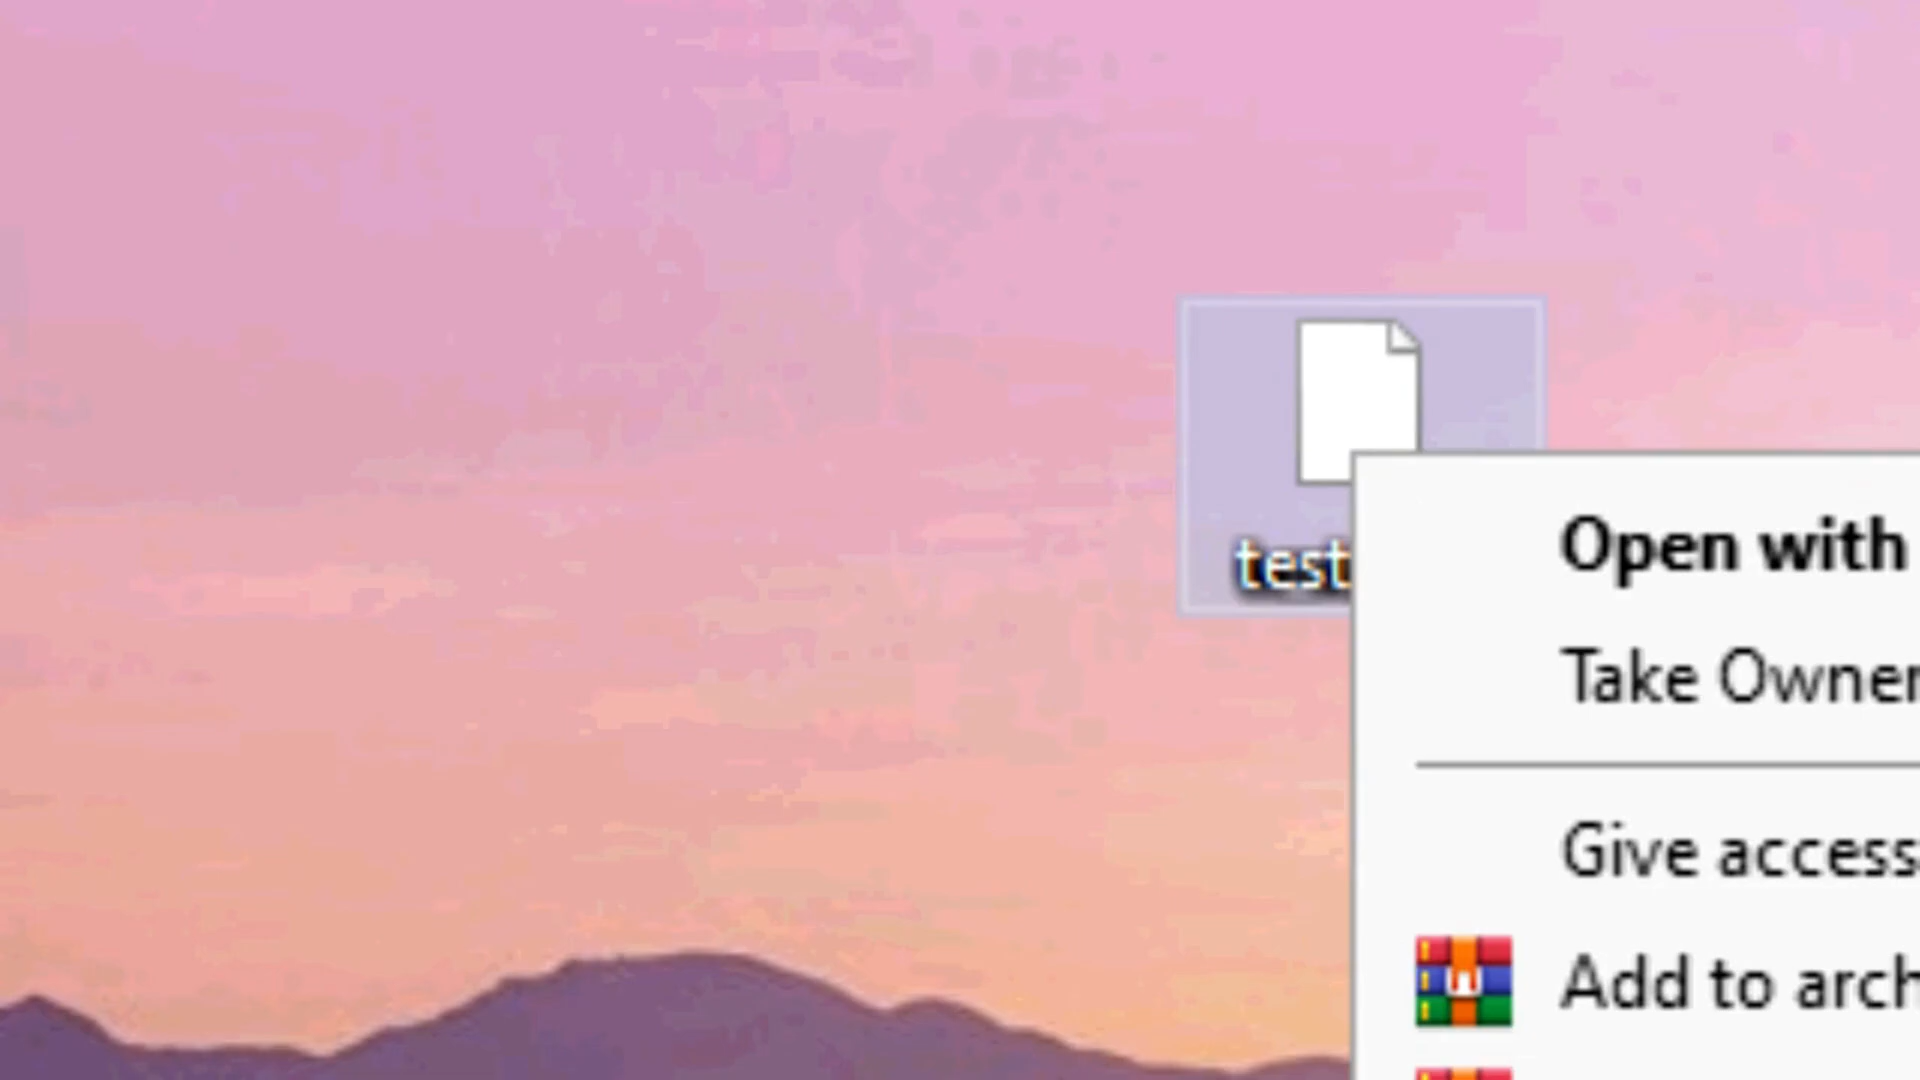 test
Open with
Take Owner
Give access
Add to arch